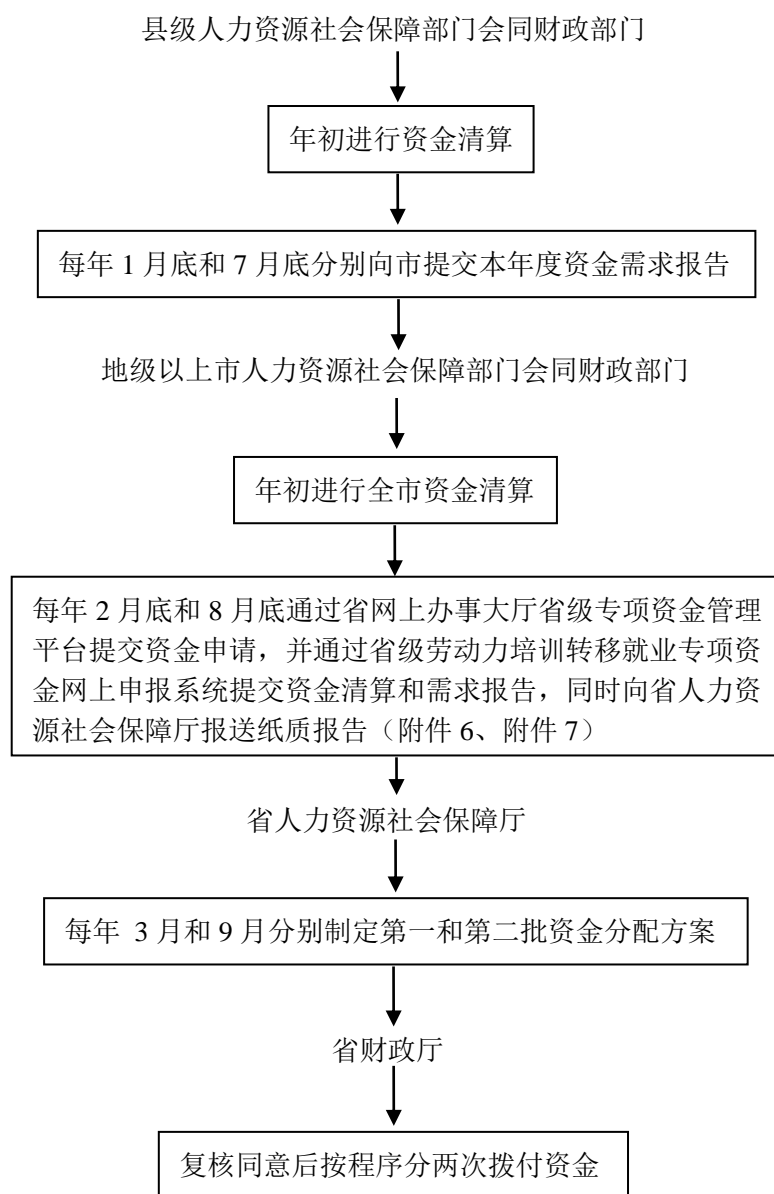 县级人力资源社会保障部门会同财政部门
年初进行资金清算
每年 1 月底和 7 月底分别向市提交本年度资金需求报告
地级以上市人力资源社会保障部门会同财政部门
年初进行全市资金清算
每年 2 月底和 8 月底通过省网上办事大厅省级专项资金管理
平台提交资金申请，并通过省级劳动力培训转移就业专项资
金网上申报系统提交资金清算和需求报告，同时向省人力资
源社会保障厅报送纸质报告（附件 6、附件 7）
省人力资源社会保障厅
每年 3 月和 9 月分别制定第一和第二批资金分配方案
省财政厅
复核同意后按程序分两次拨付资金